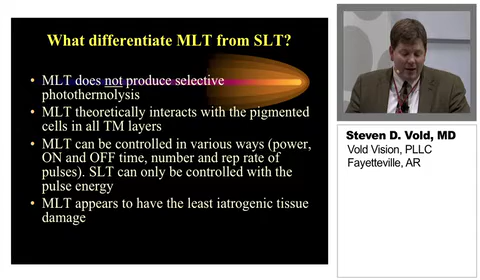 What differentiate MLT from SLT?
• MLT does not produce selective
photothermolysis
• MLT theoretically interacts with the pigmented
cells in all TM layers
• MLT can be controlled in various ways (power,
ON and OFF time, number and rep rate of
pulses). SLT can only be controlled with the
pulse energy
• MLT appears to have the least iatrogenic tissue
damage
Steven D. Vold, MD
Vold Vision, PLLC
Fayetteville, AR